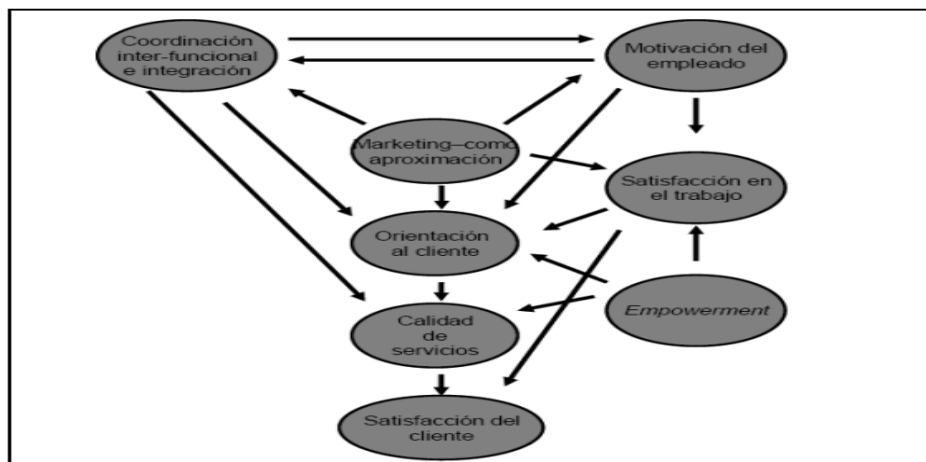 Coordinación
inter-funcional
e integración
Motivación del
empleado
Marketing–como
aproximación
Satisfacción en
el trabajo
Orientación
al cliente
Empowerment
Calidad
de
servicios
Satisfacción del
cliente